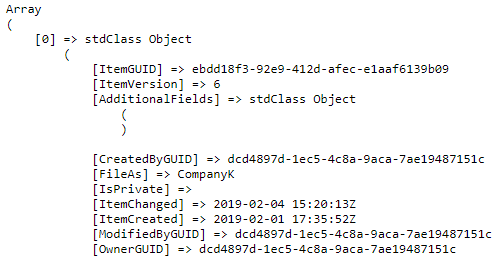 Array
(
[0] => stdClass Object
(
[ItemGUID] => ebdd18f3-92e9-412d-afec-e1aaf6139b09
[ItemVersion] => 6
[AdditionalFields] => stdClass Object
(
)
[CreatedByGUID] => dcd4897d-1ec5-4c8a-9aca-7ae19487151c
[FileAs] => CompanyK
[IsPrivate] =>
[ItemChanged] => 2019-02-04 15:20:13Z
[ItemCreated] => 2019-02-01 17:35:52Z
[ModifiedByGUID] => dcd4897d-1ec5-4c8a-9aca-7ae19487151c
[OwnerGUID] => dcd4897d-1ec5-4c8a-9aca-7ae19487151c